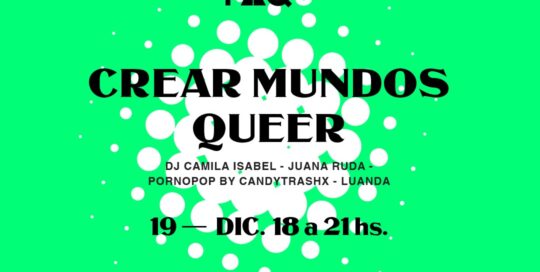 CREAR MUNDOS
QUEER
DJ CAMILA ISABEL - JUANA RUDA -
PORNOPOP BY CANDYTRASHX - LUANDA
19 — DIC. 18 a 21 hs.